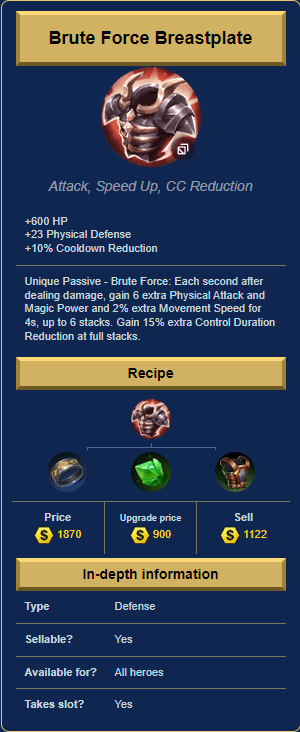 Brute Force Breastplate
Attack, Speed Up, CC Reduction
+600 HP
+23 Physical Defense
+10% Cooldown Reduction
Unique Passive - Brute Force: Each second after
dealing damage, gain 6 extra Physical Attack and
Magic Power and 2% extra Movement Speed for
4s, up to 6 stacks. Gain 15% extra Control Duration
Reduction at full stacks.
Recipe
Price Upgrade price Sell
S 1870 S 900 S 1122
In-depth information
Type Defense
Sellable? Yes
Available for? All heroes
Takes slot? Yes